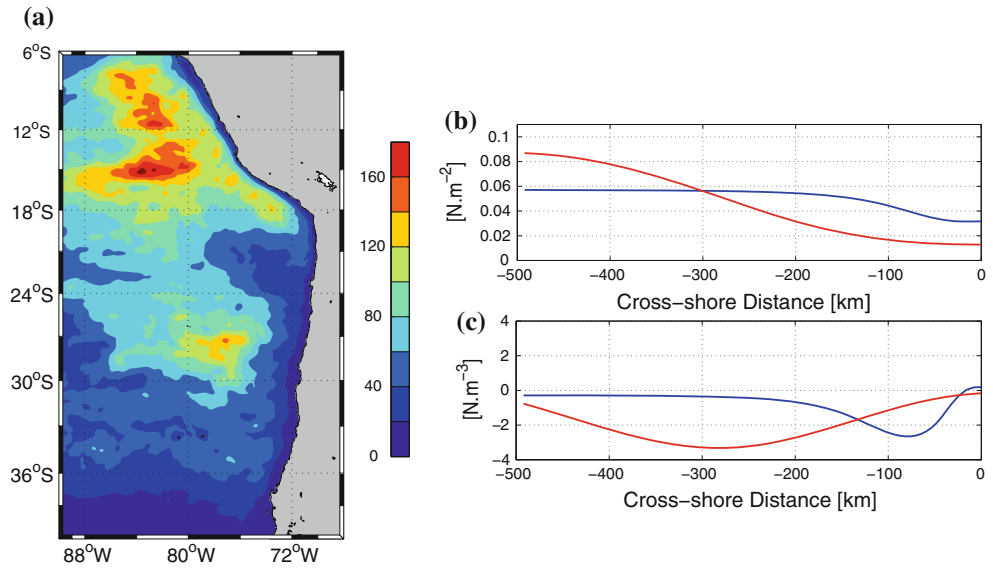 (a)
6°S
12°S
18°S
24°S
30°S
36°S
88°W
80°W
72°W
160
120
80
40
0
(b)
0.1
0.08
0.06
0.04
0.02
0
[N.m−2]
−500
−400
−300
−200
−100
0
Cross−shore Distance [km]
(c)
4
2
0
−2
−4
[N.m−3]
−500
−400
−300
−200
−100
0
Cross−shore Distance [km]